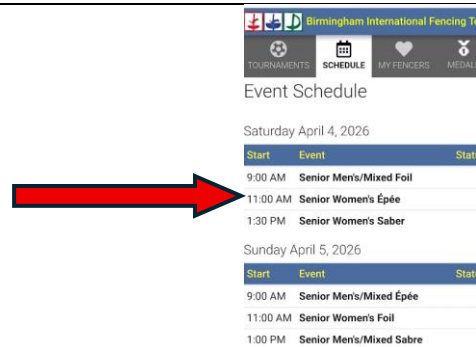 Birmingham International Fencing
TOURNAMENTS SCHEDULE MY FENCERS
Event Schedule
Saturday April 4, 2026
Start Event
9:00 AM Senior Men's/Mixed Foil
11:00 AM Senior Women's Épée
1:30 PM Senior Women's Saber
Sunday April 5, 2026
Start Event
9:00 AM Senior Men's/Mixed Épée
11:00 AM Senior Women's Foil
1:00 PM Senior Men's/Mixed Sabre